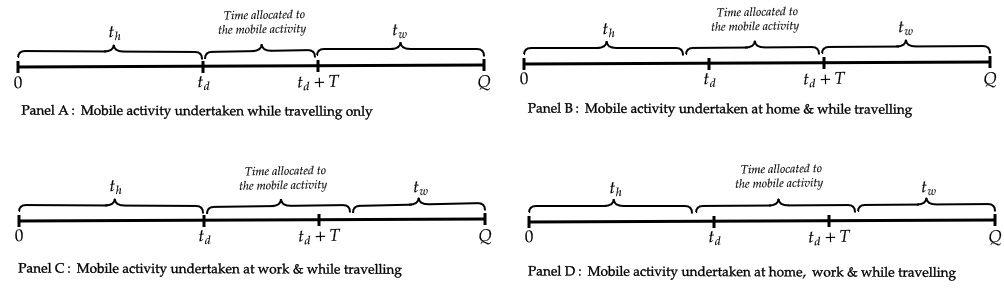 t_h
Time allocated to
the mobile activity
t_w
0
t_d
t_d + T
Q
Panel A : Mobile activity undertaken while travelling only
t_h
Time allocated to
the mobile activity
t_w
0
t_d
t_d + T
Q
Panel B : Mobile activity undertaken at home & while travelling
t_h
Time allocated to
the mobile activity
t_w
0
t_d
t_d + T
Q
Panel C : Mobile activity undertaken at work & while travelling
t_h
Time allocated to
the mobile activity
t_w
0
t_d
t_d + T
Q
Panel D : Mobile activity undertaken at home, work & while travelling